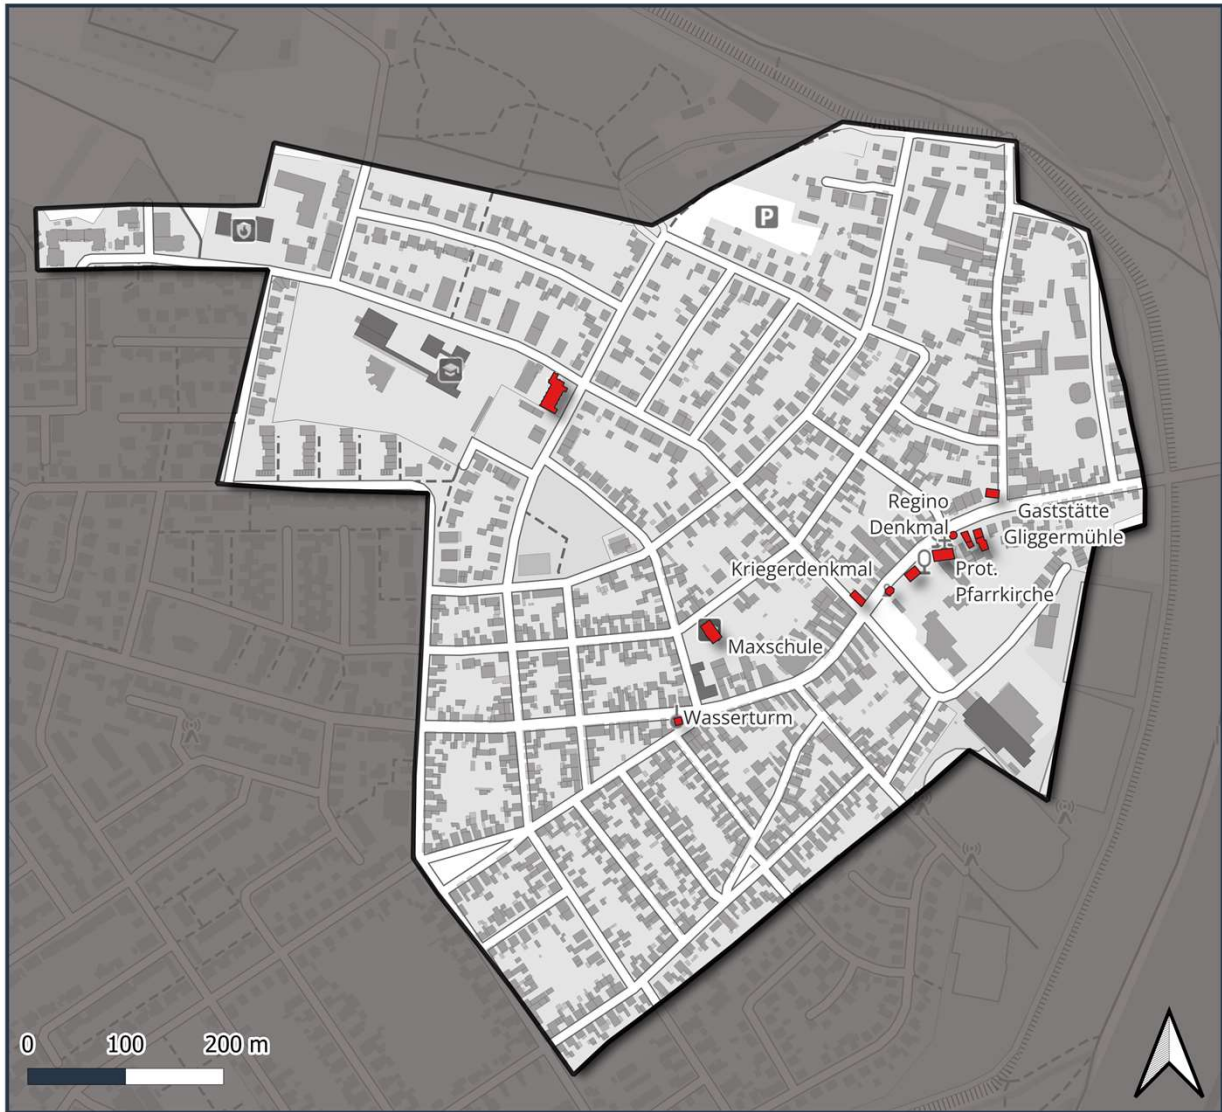 P
Regino
Denkmal
Gaststätte
Gliggermühle
Kriegerdenkmal
Prot.
Pfarrkirche
Maxschule
Wasserturm
0 100 200 m